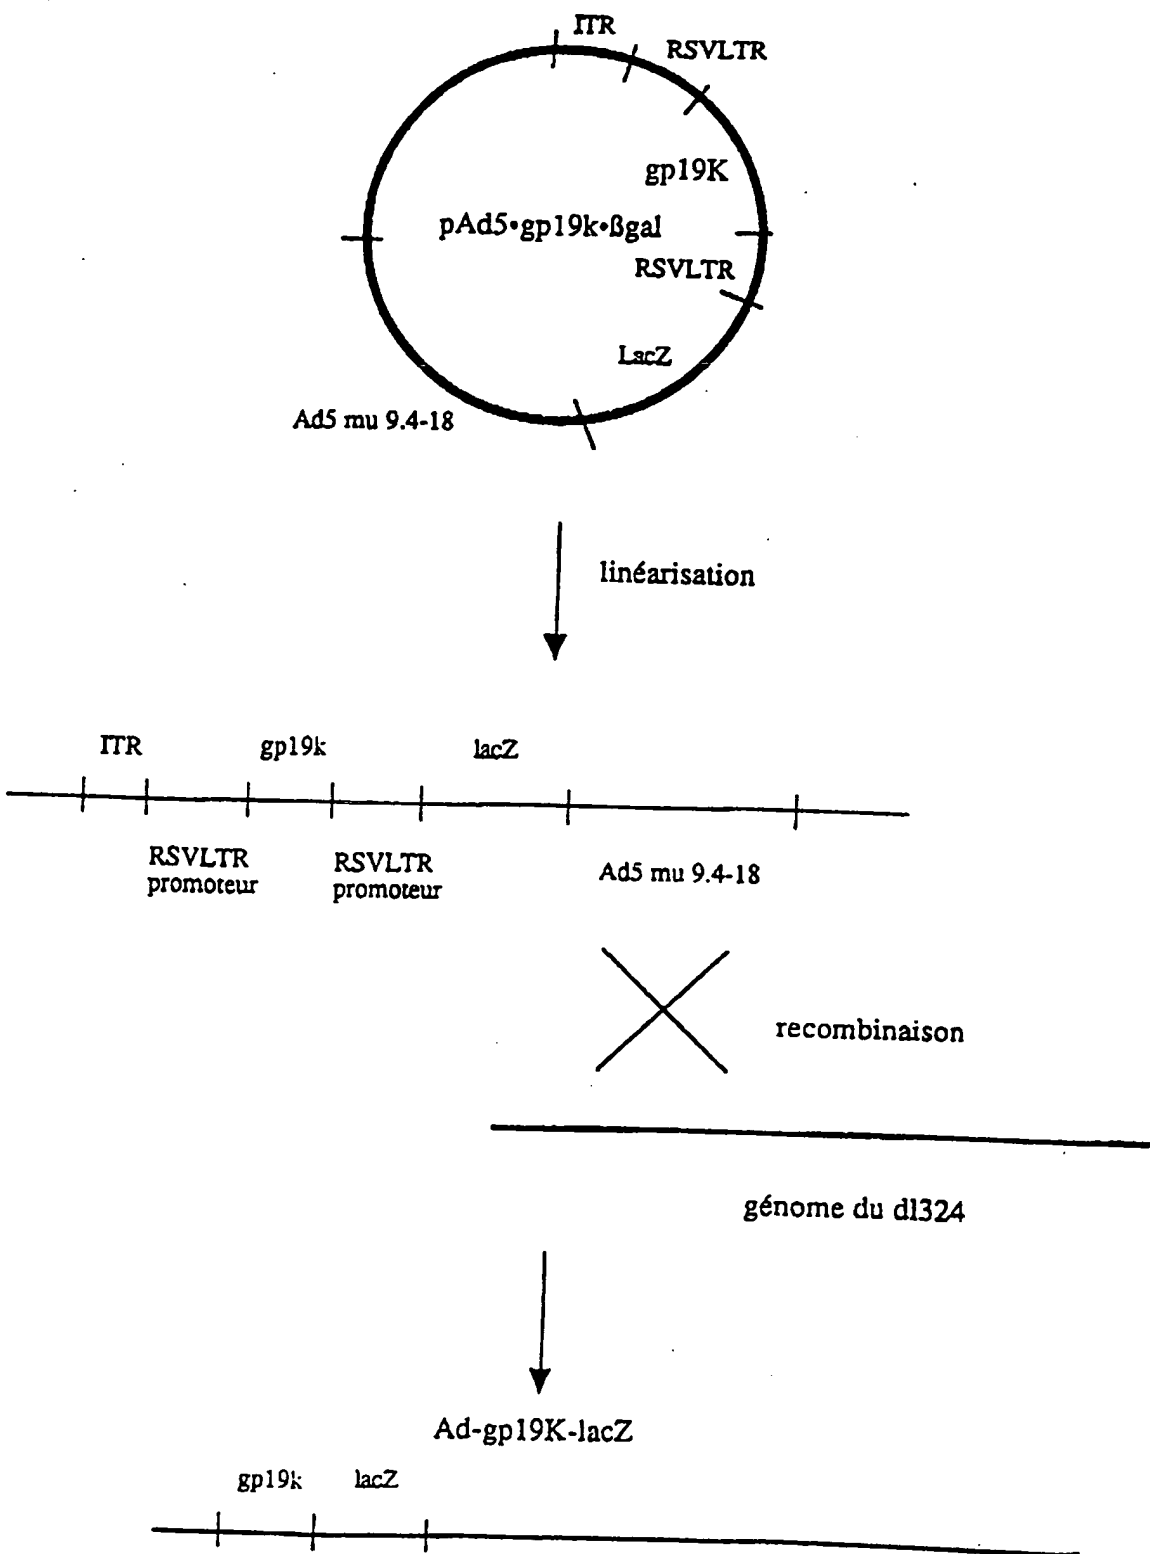 ITR
RSVLTR
gp19K
pAd5•gp19k•βgal
RSVLTR
LacZ
Ad5 mu 9.4-18
linéarisation
ITR
gp19k
lacZ
RSVLTR
promoteur
RSVLTR
promoteur
Ad5 mu 9.4-18
recombinaison
génome du dl324
Ad-gp19K-lacZ
gp19k
lacZ